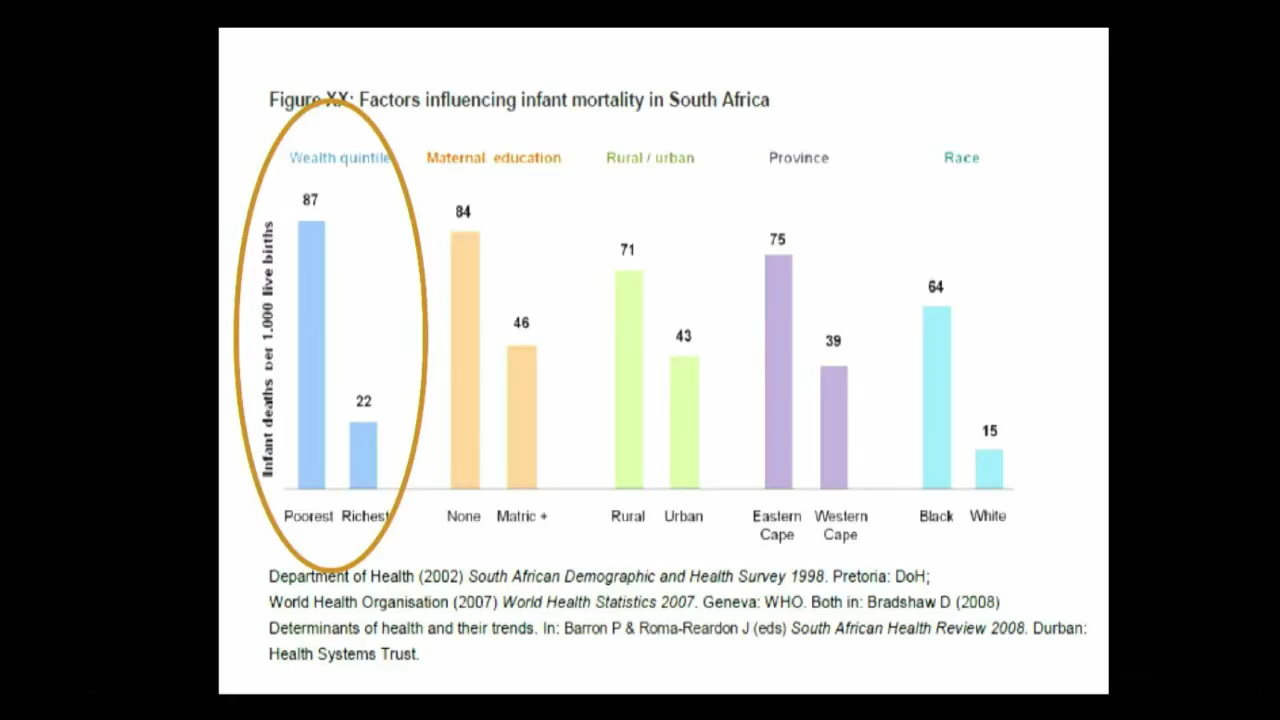 Figure XX: Factors influencing infant mortality in South Africa
Wealth quintile Maternal education Rural / urban Province Race
Infant deaths per 1.000 live births
87 22 84 46 71 43 75 39 64 15
Poorest Richest None Matric + Rural Urban Eastern Cape Western Cape Black White
Department of Health (2002) South African Demographic and Health Survey 1998. Pretoria: DoH;
World Health Organisation (2007) World Health Statistics 2007. Geneva: WHO. Both in: Bradshaw D (2008)
Determinants of health and their trends. In: Barron P & Roma-Reardon J (eds) South African Health Review 2008. Durban:
Health Systems Trust.